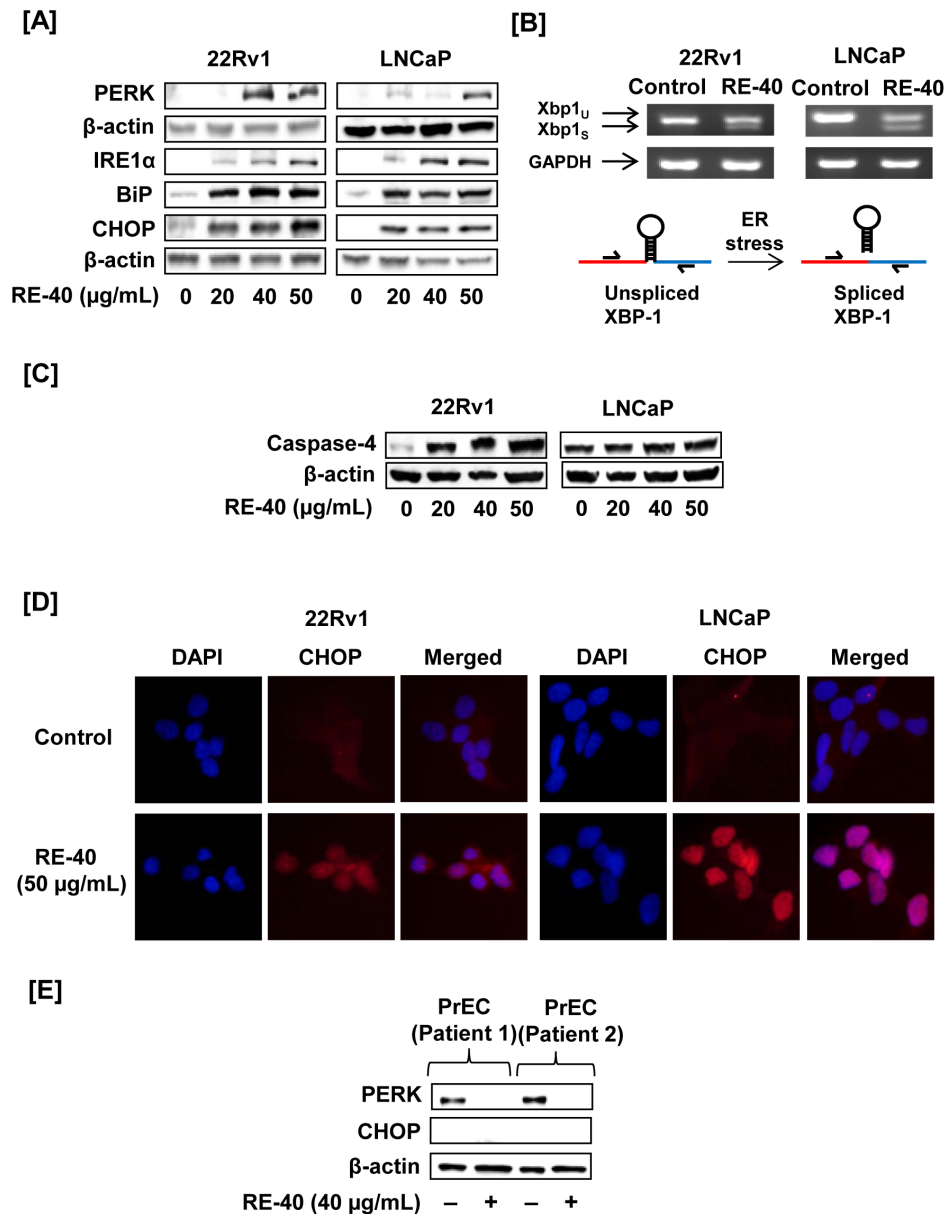 [A]
22Rv1 LNCaP
PERK
β-actin
IRE1α
BiP
CHOP
β-actin
RE-40 (µg/mL) 0 20 40 50 0 20 40 50
[B]
22Rv1 LNCaP
Control RE-40 Control RE-40
Xbp1U
Xbp1S
GAPDH
ER
stress
Unspliced
XBP-1
Spliced
XBP-1
[C]
22Rv1 LNCaP
Caspase-4
β-actin
RE-40 (µg/mL) 0 20 40 50 0 20 40 50
[D]
22Rv1 LNCaP
DAPI CHOP Merged DAPI CHOP Merged
Control
RE-40
(50 µg/mL)
[E]
PrEC
(Patient 1)
PrEC
(Patient 2)
PERK
CHOP
β-actin
RE-40 (40 µg/mL) – + – +